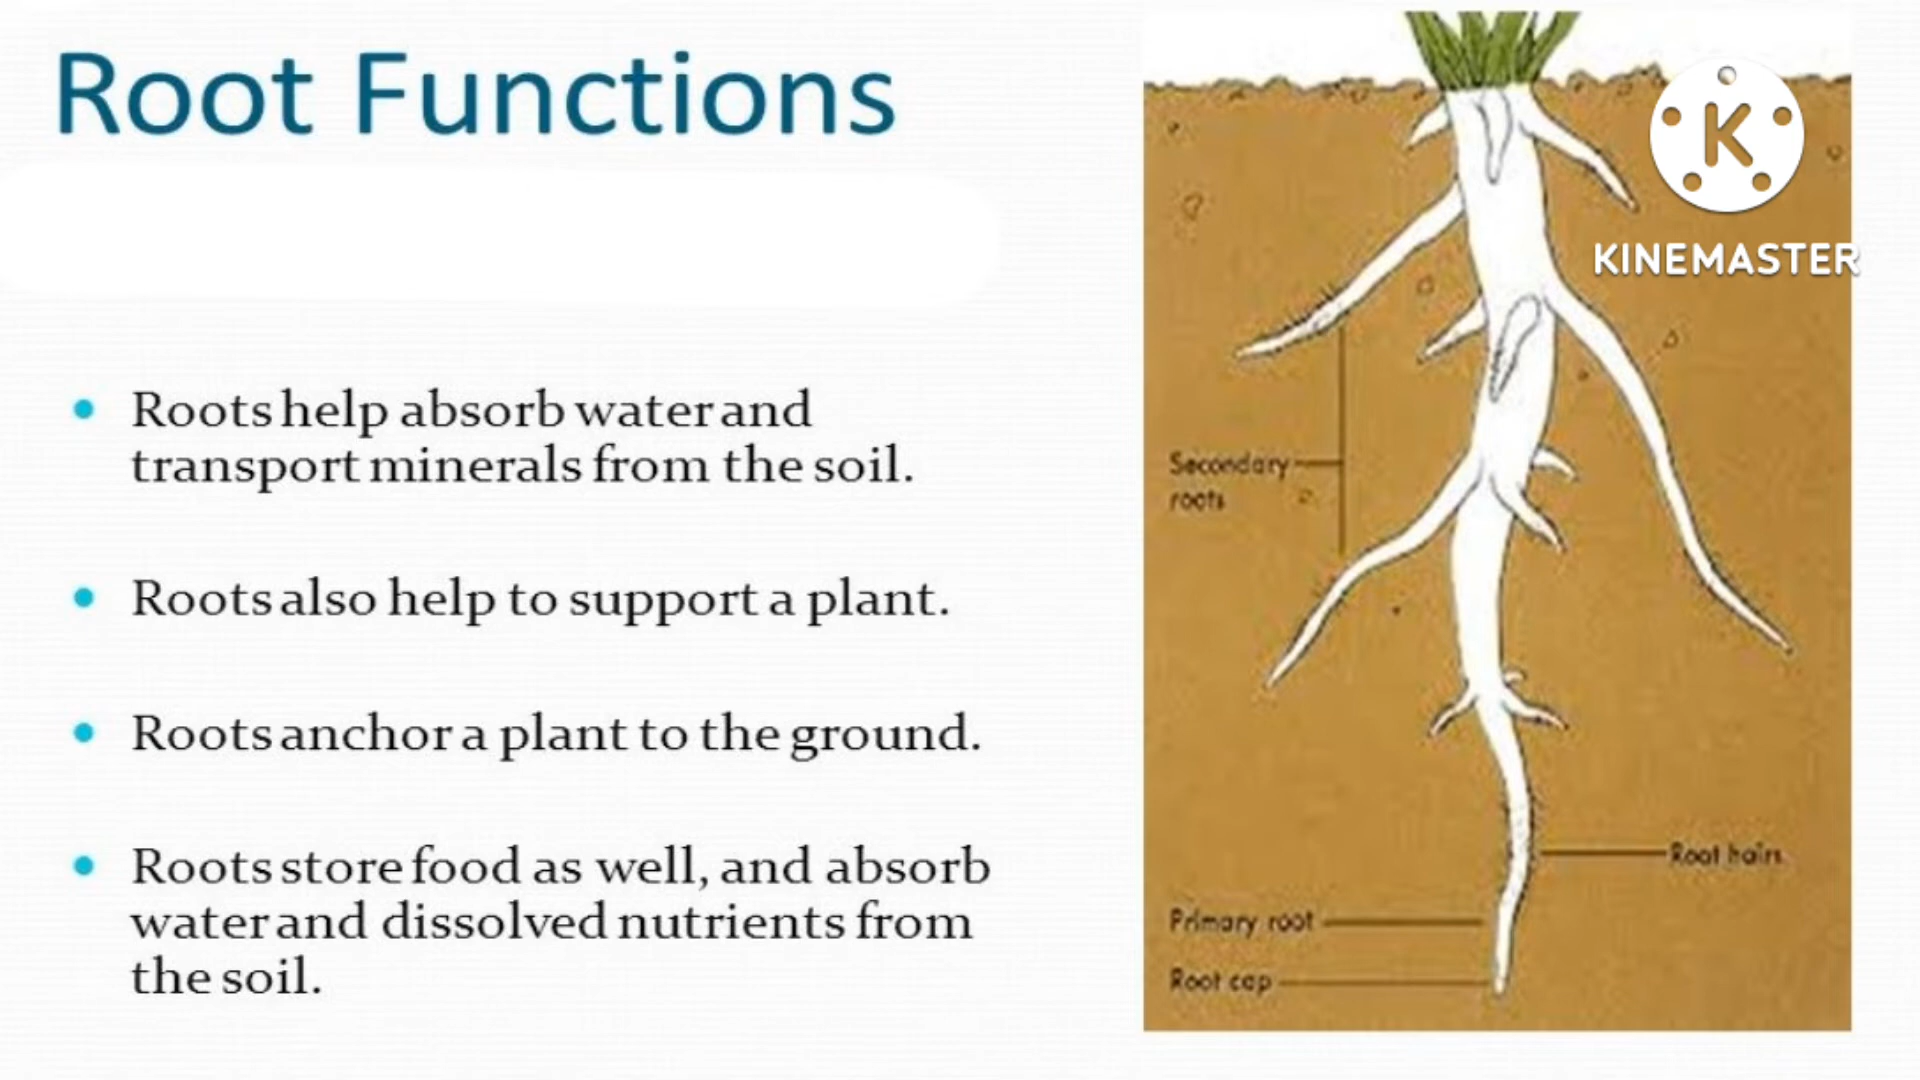 Root Functions
Roots help absorb water and
transport minerals from the soil.
Roots also help to support a plant.
Roots anchor a plant to the ground.
Roots store food as well, and absorb
water and dissolved nutrients from
the soil.
K
KINEMASTER
Secondary
roots
Root hairs
Primary root
Root cap